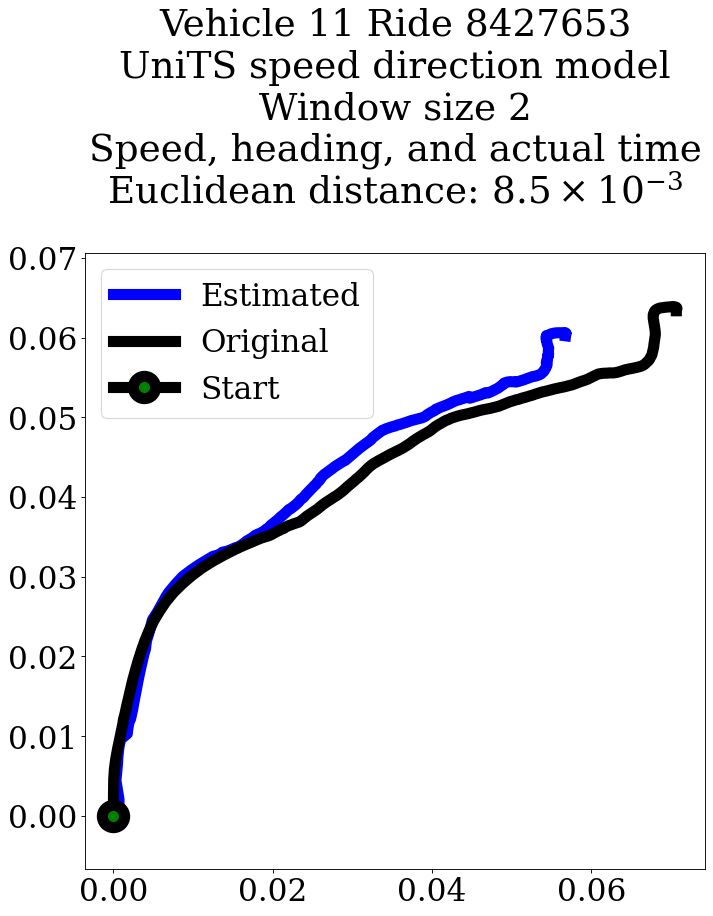 Vehicle 11 Ride 8427653
UniTS speed direction model
Window size 2
Speed, heading, and actual time
Euclidean distance: 8.5 × 10⁻³
0.07
Estimated
0.06
Original
Start
0.05
0.04
0.03
0.02
0.01
0.00
0.00 0.02 0.04 0.06